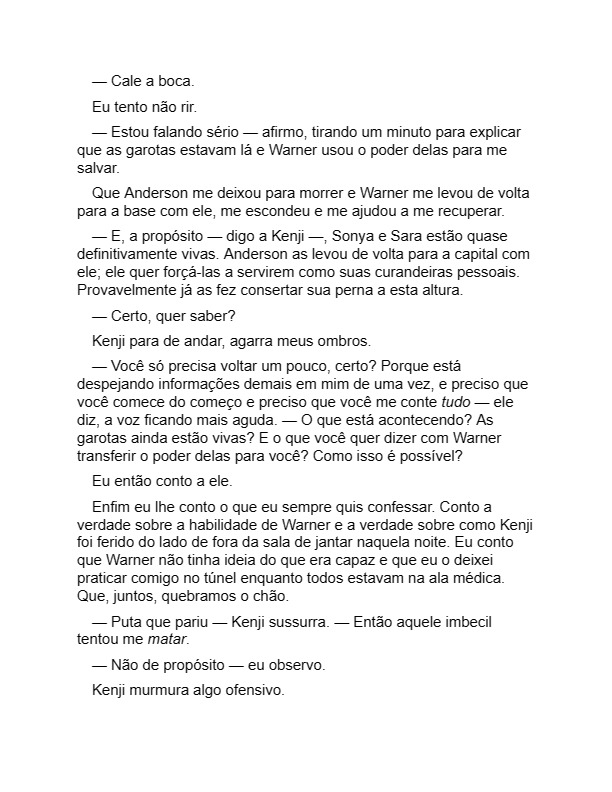 — Cale a boca.
Eu tento não rir.
— Estou falando sério — afirmo, tirando um minuto para explicar
que as garotas estavam lá e Warner usou o poder delas para me
salvar.
Que Anderson me deixou para morrer e Warner me levou de volta
para a base com ele, me escondeu e me ajudou a me recuperar.
— E, a propósito — digo a Kenji —, Sonya e Sara estão quase
definitivamente vivas. Anderson as levou de volta para a capital com
ele; ele quer forçá-las a servirem como suas curandeiras pessoais.
Provavelmente já as fez consertar sua perna a esta altura.
— Certo, quer saber?
Kenji para de andar, agarra meus ombros.
— Você só precisa voltar um pouco, certo? Porque está
despejando informações demais em mim de uma vez, e preciso que
você comece do começo e preciso que você me conte tudo — ele
diz, a voz ficando mais aguda. — O que está acontecendo? As
garotas ainda estão vivas? E o que você quer dizer com Warner
transferir o poder delas para você? Como isso é possível?
Eu então conto a ele.
Enfim eu lhe conto o que eu sempre quis confessar. Conto a
verdade sobre a habilidade de Warner e a verdade sobre como Kenji
foi ferido do lado de fora da sala de jantar naquela noite. Eu conto
que Warner não tinha ideia do que era capaz e que eu o deixei
praticar comigo no túnel enquanto todos estavam na ala médica.
Que, juntos, quebramos o chão.
— Puta que pariu — Kenji sussurra. — Então aquele imbecil
tentou me matar.
— Não de propósito — eu observo.
Kenji murmura algo ofensivo.